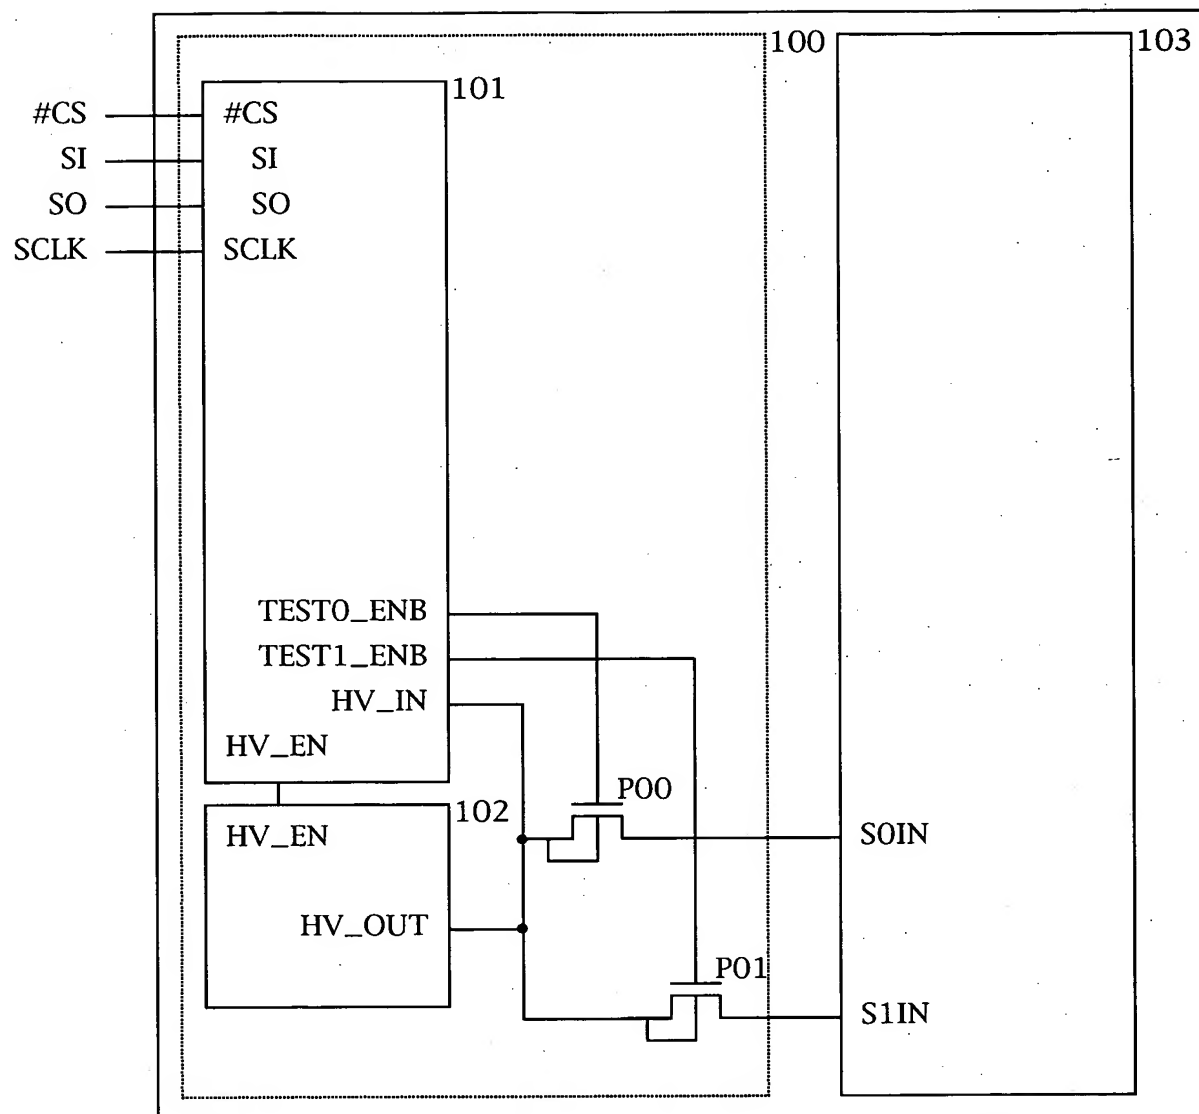 100
103
101
#CS #CS
SI SI
SO SO
SCLK SCLK
TEST0_ENB
TEST1_ENB
HV_IN
HV_EN
P00
102
HV_EN
S0IN
HV_OUT
P01
S1IN